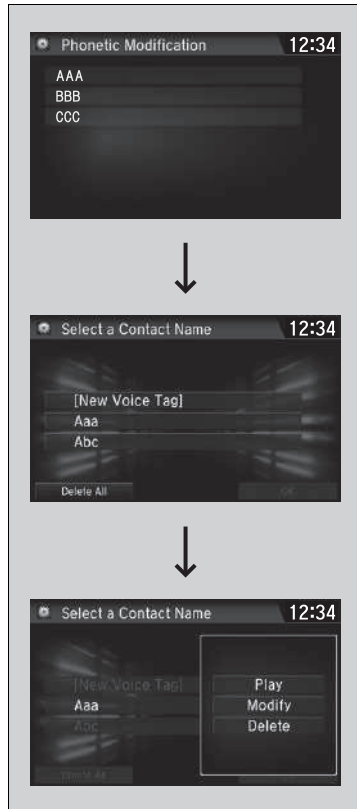 Phonetic Modification 12:34
AAA
BBB
CCC
Select a Contact Name 12:34
[New Voice Tag]
Aaa
Abc
Delete All OK
Select a Contact Name 12:34
[New Voice Tag] Play
Aaa Modify
Abc Delete
Delete All